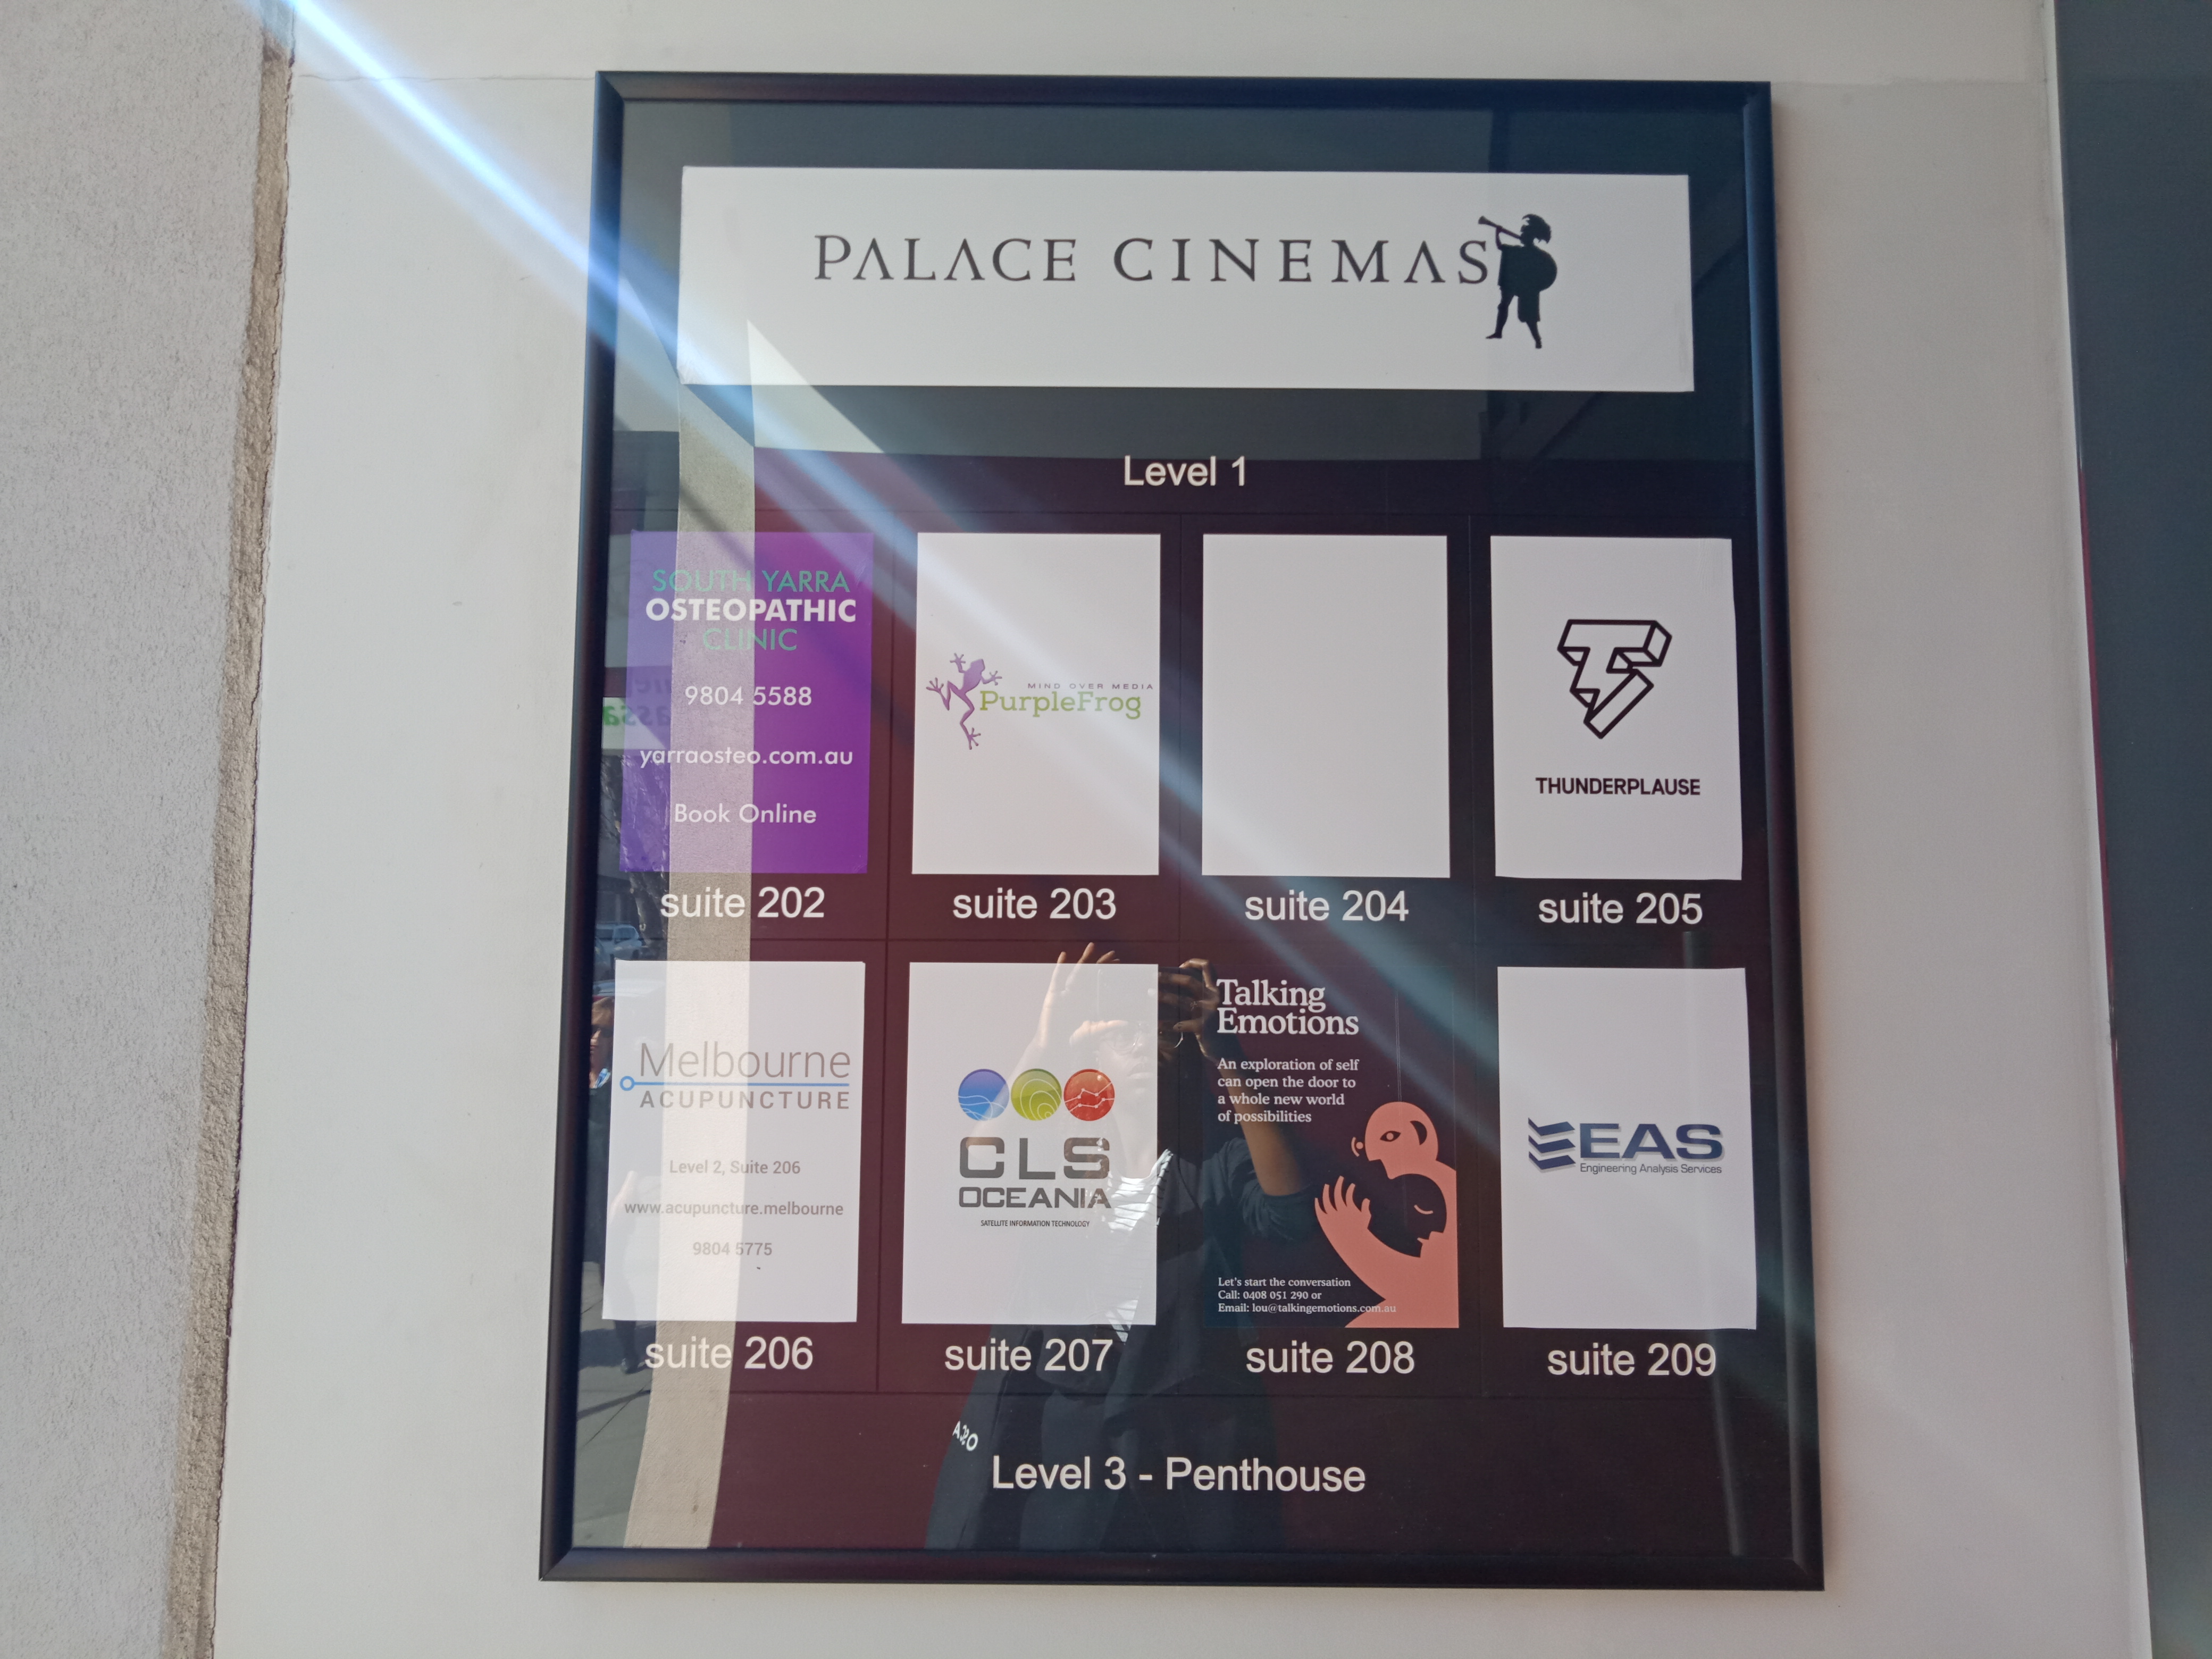 PALACE CINEMAS
Level 1
SOUTH YARRA
OSTEOPATHIC
CLINIC
9804 5588
yarraosteo.com.au
Book Online
suite 202
MIND OVER MEDIA
PurpleFrog
suite 203
suite 204
THUNDERPLAUSE
suite 205
Melbourne
ACUPUNCTURE
Level 2, Suite 206
www.acupuncture.melbourne
9804 5775
suite 206
CLS
OCEANIA
SATELLITE INFORMATION TECHNOLOGY
suite 207
Talking
Emotions
An exploration of self
can open the door to
a whole new world
of possibilities
Let's start the conversation
Call: 0408 051 290 or
Email: lou@talkingemotions.com.au
suite 208
EAS
Engineering Analysis Services
suite 209
Level 3 - Penthouse